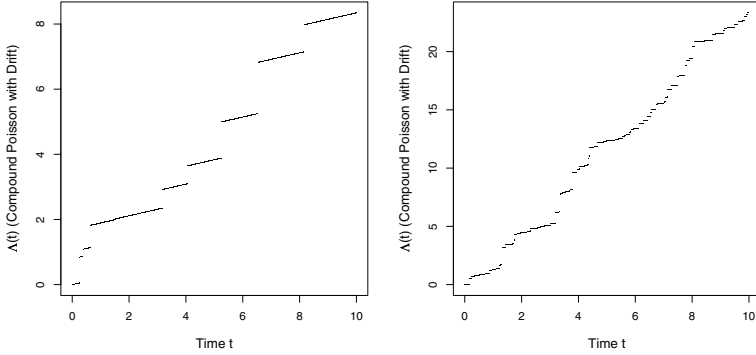 Λ(t) (Compound Poisson with Drift)
8
6
4
2
0
0 2 4 6 8 10
Time t
Λ(t) (Compound Poisson with Drift)
20
15
10
5
0
0 2 4 6 8 10
Time t